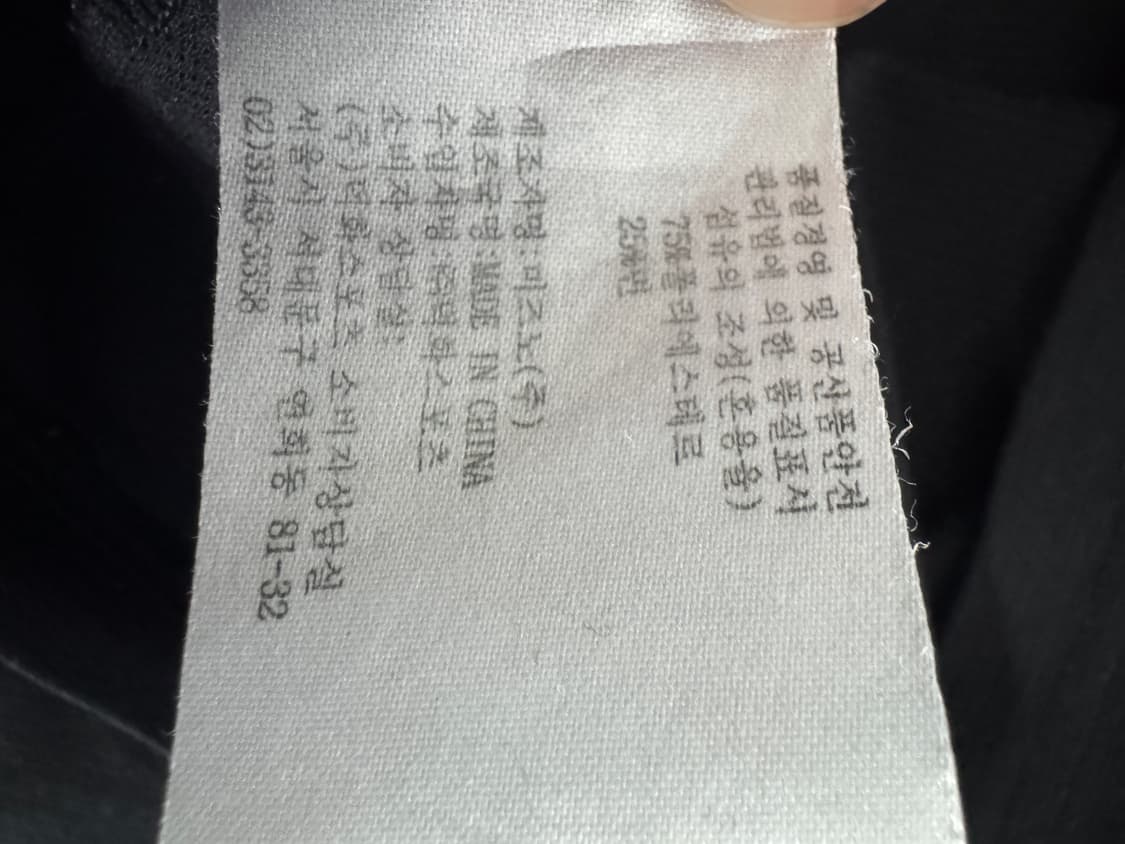 품질경영 및 공산품안전
관리법에 의한 품질표시
섬유의 조성(혼용율)
75%폴리에스테르
25%면
제조자명:미즈노(주)
제조국명:MADE IN CHINA
수입자명:㈜덕화스포츠
소비자 상담실:
(주)덕화스포츠 소비자상담실
서울시 서대문구 연희동 81-32
02)3143-3358